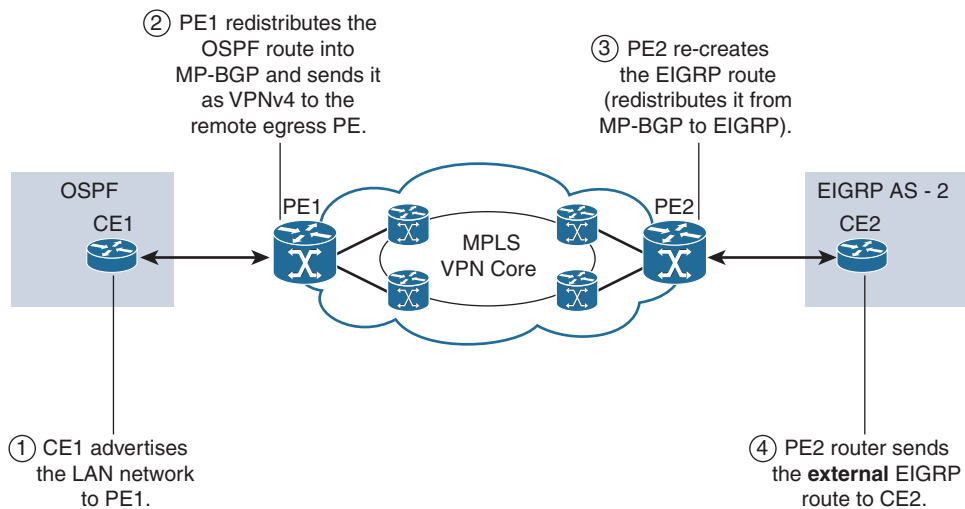 ② PE1 redistributes the
OSPF route into
MP-BGP and sends it
as VPNv4 to the
remote egress PE.
③ PE2 re-creates
the EIGRP route
(redistributes it from
MP-BGP to EIGRP).
OSPF
CE1
PE1
MPLS
VPN Core
PE2
EIGRP AS - 2
CE2
① CE1 advertises
the LAN network
to PE1.
④ PE2 router sends
the external EIGRP
route to CE2.